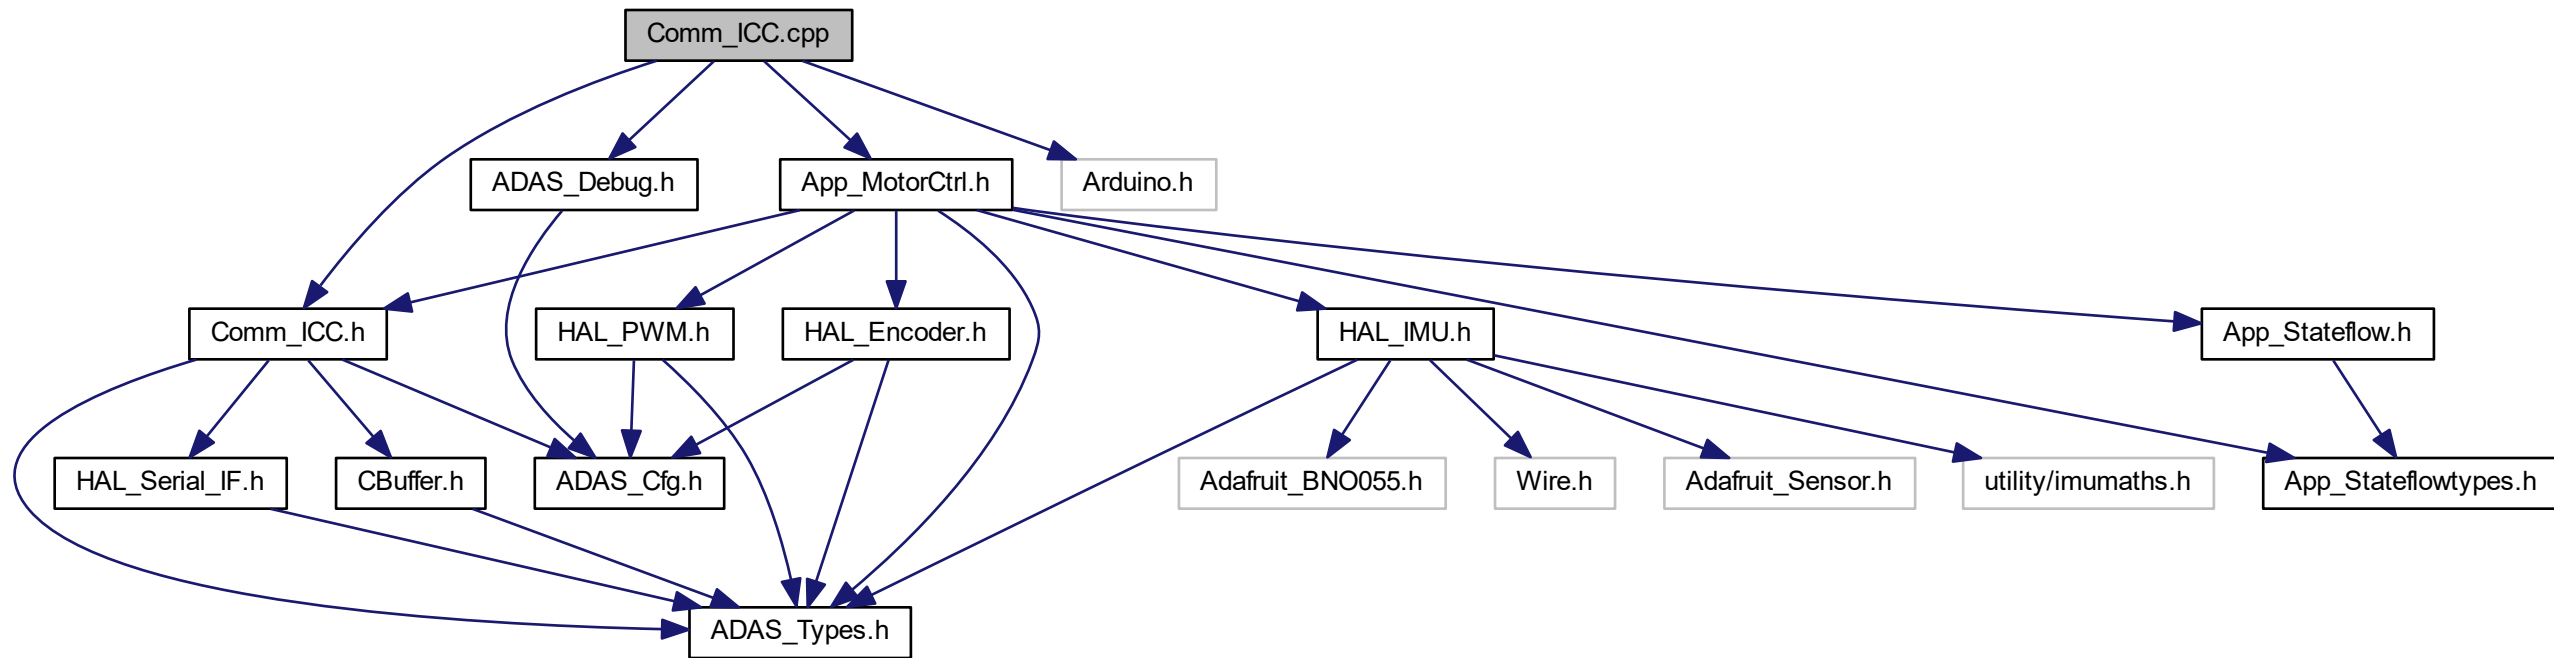 Comm_ICC.cpp
ADAS_Debug.h
App_MotorCtrl.h
Arduino.h
Comm_ICC.h
HAL_PWM.h
HAL_Encoder.h
HAL_IMU.h
App_Stateflow.h
HAL_Serial_IF.h
CBuffer.h
ADAS_Cfg.h
Adafruit_BNO055.h
Wire.h
Adafruit_Sensor.h
utility/imumaths.h
App_Stateflowtypes.h
ADAS_Types.h